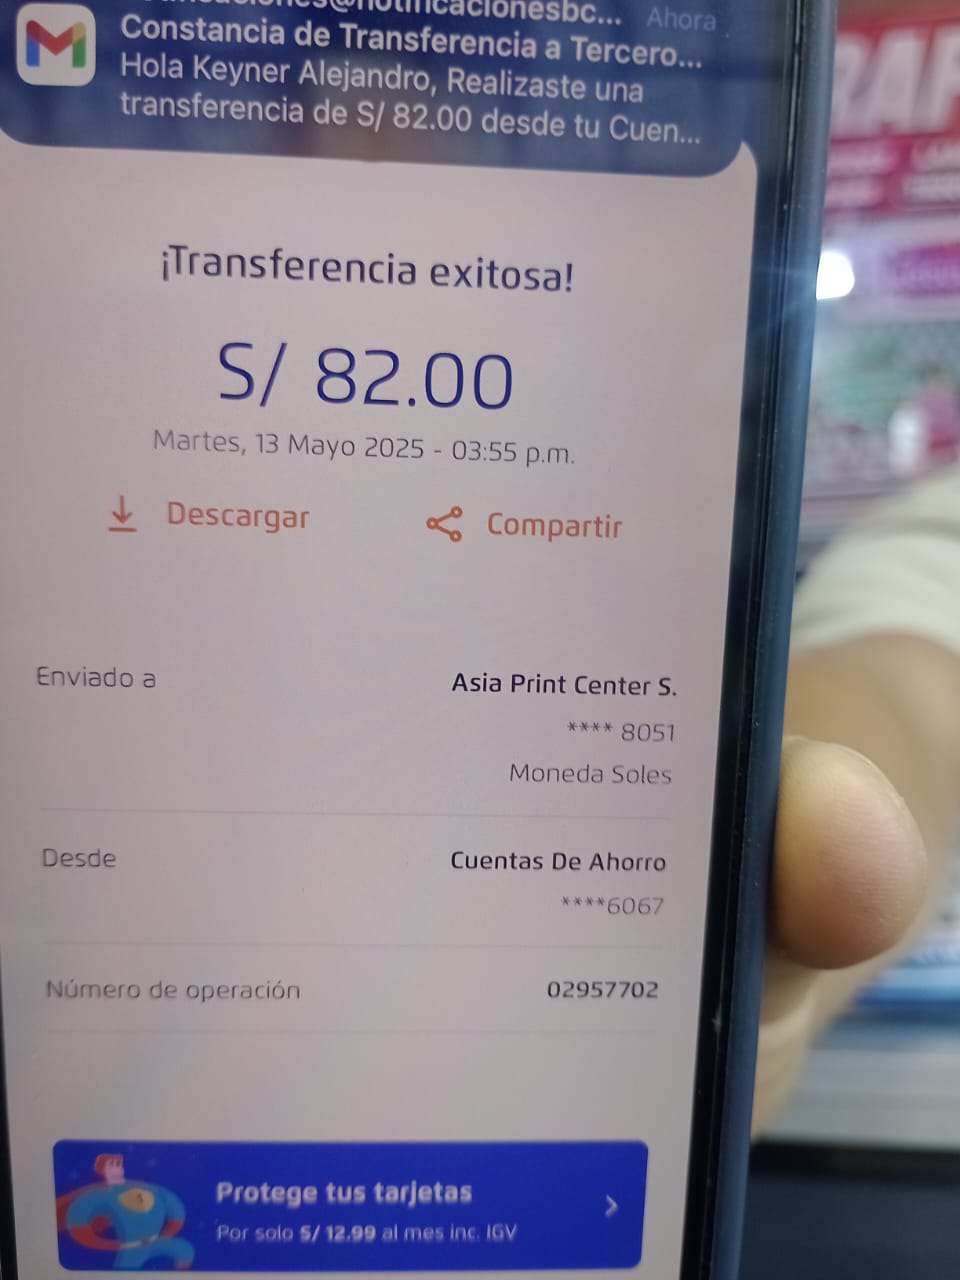 Ahora
Constancia de Transferencia a Tercero...
Hola Keyner Alejandro, Realizaste una
transferencia de S/ 82.00 desde tu Cuen...
¡Transferencia exitosa!
S/ 82.00
Martes, 13 Mayo 2025 - 03:55 p.m.
Descargar
Compartir
Enviado a
Asia Print Center S.
**** 8051
Moneda Soles
Desde
Cuentas De Ahorro
****6067
Número de operación
02957702
Protege tus tarjetas
Por solo S/ 12.99 al mes inc. IGV